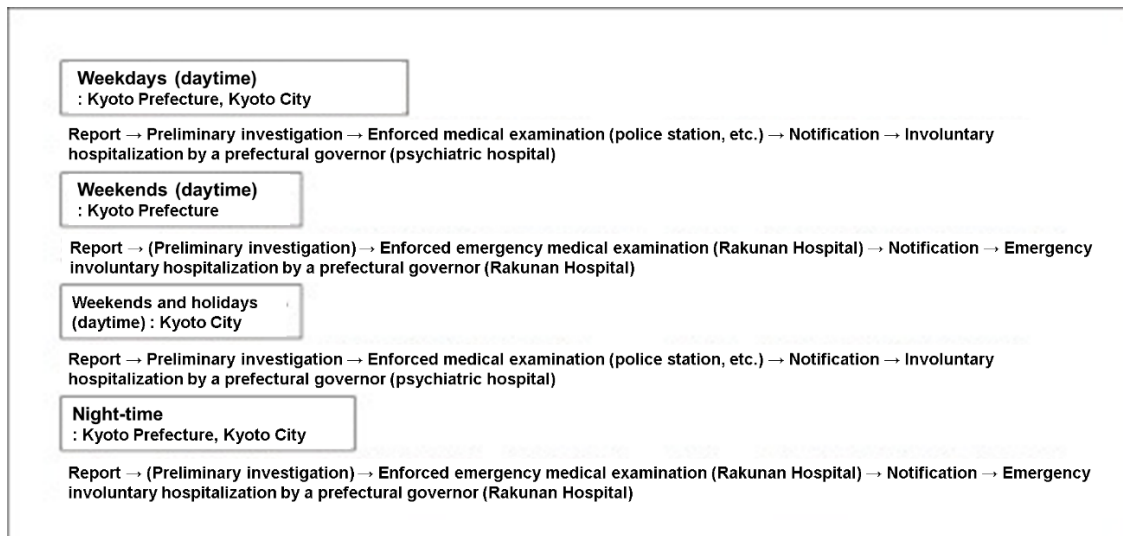 Weekdays (daytime)
: Kyoto Prefecture, Kyoto City
Report → Preliminary investigation → Enforced medical examination (police station, etc.) → Notification → Involuntary
hospitalization by a prefectural governor (psychiatric hospital)
Weekends (daytime)
: Kyoto Prefecture
Report → (Preliminary investigation) → Enforced emergency medical examination (Rakunan Hospital) → Notification → Emergency
involuntary hospitalization by a prefectural governor (Rakunan Hospital)
Weekends and holidays
(daytime) : Kyoto City
Report → Preliminary investigation → Enforced medical examination (police station, etc.) → Notification → Involuntary
hospitalization by a prefectural governor (psychiatric hospital)
Night-time
: Kyoto Prefecture, Kyoto City
Report → (Preliminary investigation) → Enforced emergency medical examination (Rakunan Hospital) → Notification → Emergency
involuntary hospitalization by a prefectural governor (Rakunan Hospital)